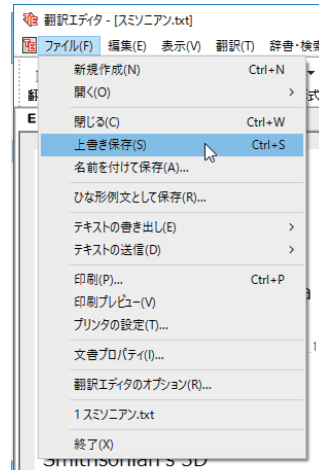 翻訳エディタ - [スミソニアン.txt]
ファイル(F) 編集(E) 表示(V) 翻訳(T) 辞書・検
新規作成(N) Ctrl+N
開く(O) >
閉じる(C) Ctrl+W
上書き保存(S) Ctrl+S
名前を付けて保存(A)...
ひな形例文として保存(R)...
テキストの書き出し(E) >
テキストの送信(D) >
印刷(P)... Ctrl+P
印刷プレビュー(V)
プリンタの設定(T)...
文書プロパティ(I)...
翻訳エディタのオプション(R)...
1 スミソニアン.txt
終了(X)
Smithsonian's 3D